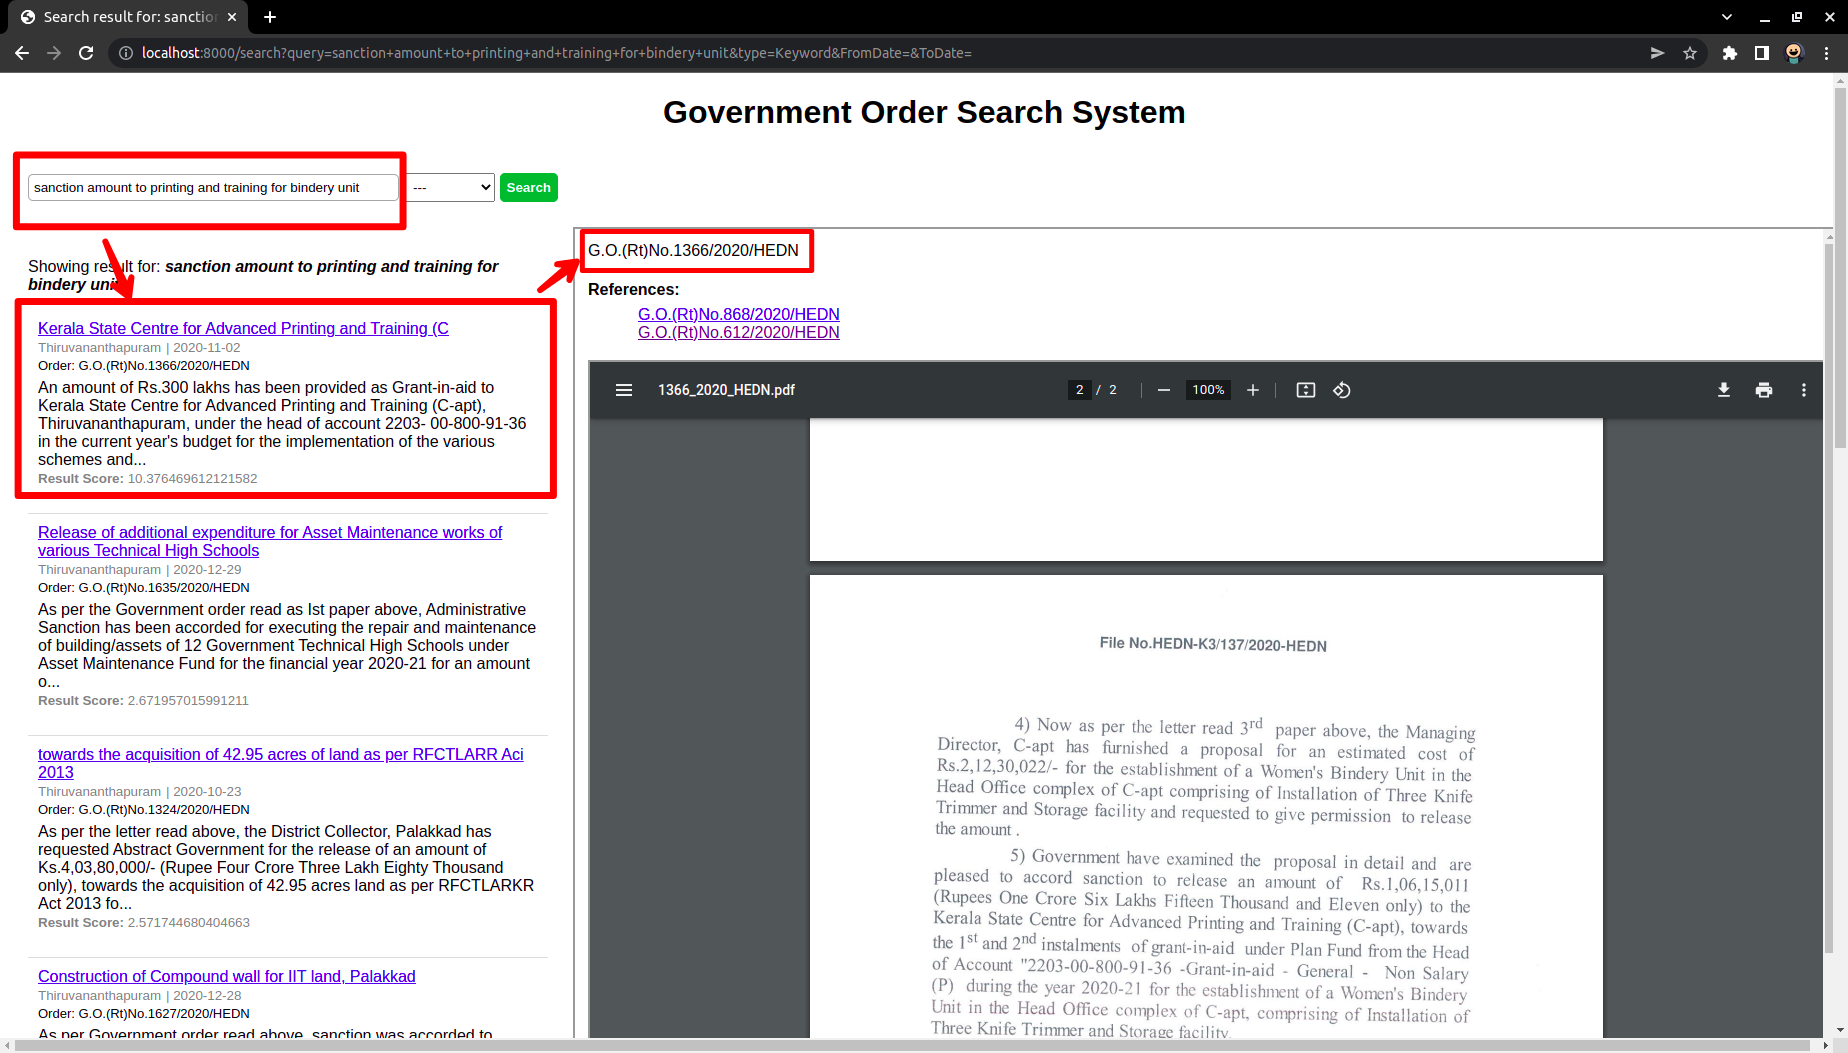 Search result for: sanctio
localhost:8000/search?query=sanction+amount+to+printing+and+training+for+bindery+unit&type=Keyword&FromDate=&ToDate=
Government Order Search System
sanction amount to printing and training for bindery unit
---
Search
Showing result for: sanction amount to printing and training for
bindery unit
Kerala State Centre for Advanced Printing and Training (C
Thiruvananthapuram | 2020-11-02
Order: G.O.(Rt)No.1366/2020/HEDN
An amount of Rs.300 lakhs has been provided as Grant-in-aid to
Kerala State Centre for Advanced Printing and Training (C-apt),
Thiruvananthapuram, under the head of account 2203- 00-800-91-36
in the current year's budget for the implementation of the various
schemes and...
Result Score: 10.376469612121582
Release of additional expenditure for Asset Maintenance works of
various Technical High Schools
Thiruvananthapuram | 2020-12-29
Order: G.O.(Rt)No.1635/2020/HEDN
As per the Government order read as Ist paper above, Administrative
Sanction has been accorded for executing the repair and maintenance
of building/assets of 12 Government Technical High Schools under
Asset Maintenance Fund for the financial year 2020-21 for an amount
o...
Result Score: 2.671957015991211
towards the acquisition of 42.95 acres of land as per RFCTLARR Aci
2013
Thiruvananthapuram | 2020-10-23
Order: G.O.(Rt)No.1324/2020/HEDN
As per the letter read above, the District Collector, Palakkad has
requested Abstract Government for the release of an amount of
Ks.4,03,80,000/- (Rupee Four Crore Three Lakh Eighty Thousand
only), towards the acquisition of 42.95 acres land as per RFCTLARKR
Act 2013 fo...
Result Score: 2.571744680404663
Construction of Compound wall for IIT land, Palakkad
Thiruvananthapuram | 2020-12-28
Order: G.O.(Rt)No.1627/2020/HEDN
As per Government order read above, sanction was accorded to
G.O.(Rt)No.1366/2020/HEDN
References:
G.O.(Rt)No.868/2020/HEDN
G.O.(Rt)No.612/2020/HEDN
1366_2020_HEDN.pdf
2 / 2
100%
File No.HEDN-K3/137/2020-HEDN
4) Now as per the letter read 3rd paper above, the Managing
Director, C-apt has furnished a proposal for an estimated cost of
Rs.2,12,30,022/- for the establishment of a Women's Bindery Unit in the
Head Office complex of C-apt comprising of Installation of Three Knife
Trimmer and Storage facility and requested to give permission to release
the amount .
5) Government have examined the proposal in detail and are
pleased to accord sanction to release an amount of Rs.1,06,15,011
(Rupees One Crore Six Lakhs Fifteen Thousand and Eleven only) to the
Kerala State Centre for Advanced Printing and Training (C-apt), towards
the 1st and 2nd instalments of grant-in-aid under Plan Fund from the Head
of Account "2203-00-800-91-36 -Grant-in-aid - General - Non Salary
(P) during the year 2020-21 for the establishment of a Women's Bindery
Unit in the Head Office complex of C-apt, comprising of Installation of
Three Knife Trimmer and Storage facility.